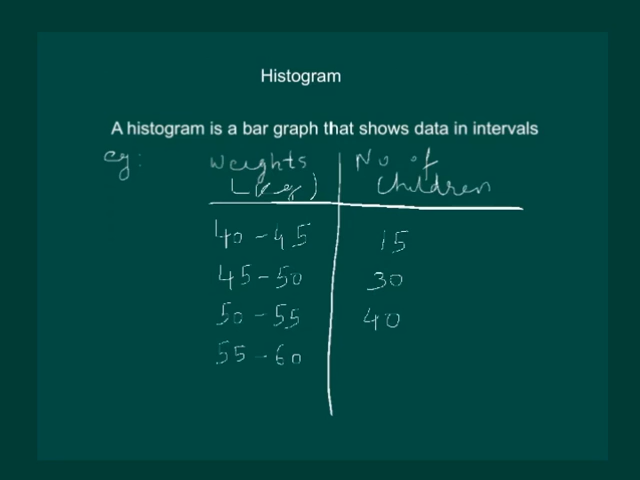 Histogram
A histogram is a bar graph that shows data in intervals
eg: Weights No of
(kg) children
40-45 15
45-50 30
50-55 40
55-60